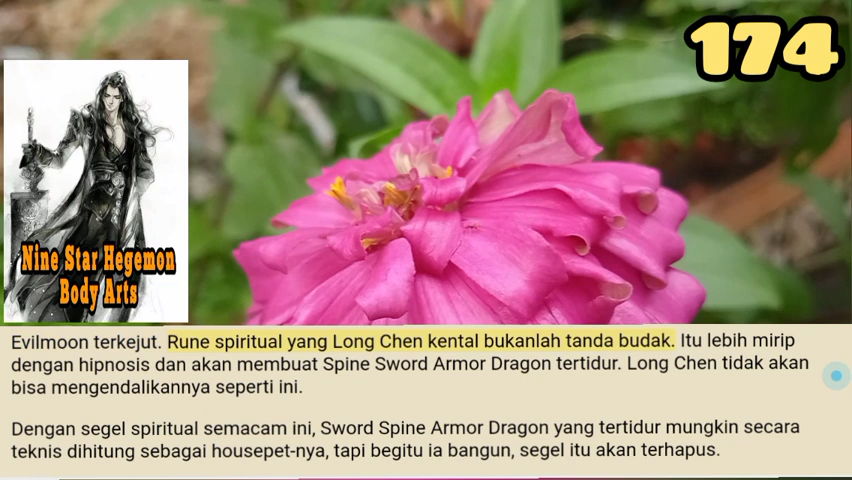 174
Nine Star Hegemon
Body Arts
Evilmoon terkejut. Rune spiritual yang Long Chen kental bukanlah tanda budak. Itu lebih mirip
dengan hipnosis dan akan membuat Spine Sword Armor Dragon tertidur. Long Chen tidak akan
bisa mengendalikannya seperti ini.
Dengan segel spiritual semacam ini, Sword Spine Armor Dragon yang tertidur mungkin secara
teknis dihitung sebagai housepet-nya, tapi begitu ia bangun, segel itu akan terhapus.